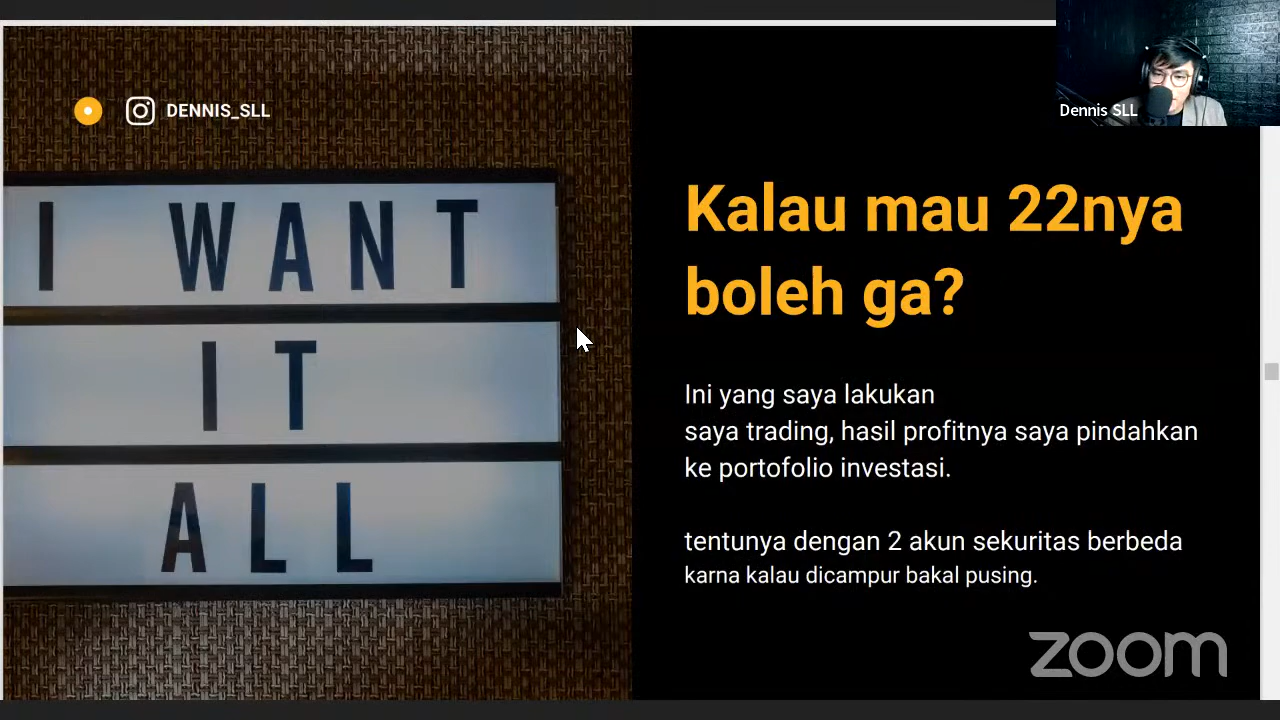 DENNIS_SLL
I WANT
IT
ALL
Dennis SLL
Kalau mau 22nya
boleh ga?
Ini yang saya lakukan
saya trading, hasil profitnya saya pindahkan
ke portofolio investasi.
tentunya dengan 2 akun sekuritas berbeda
karna kalau dicampur bakal pusing.
zoom